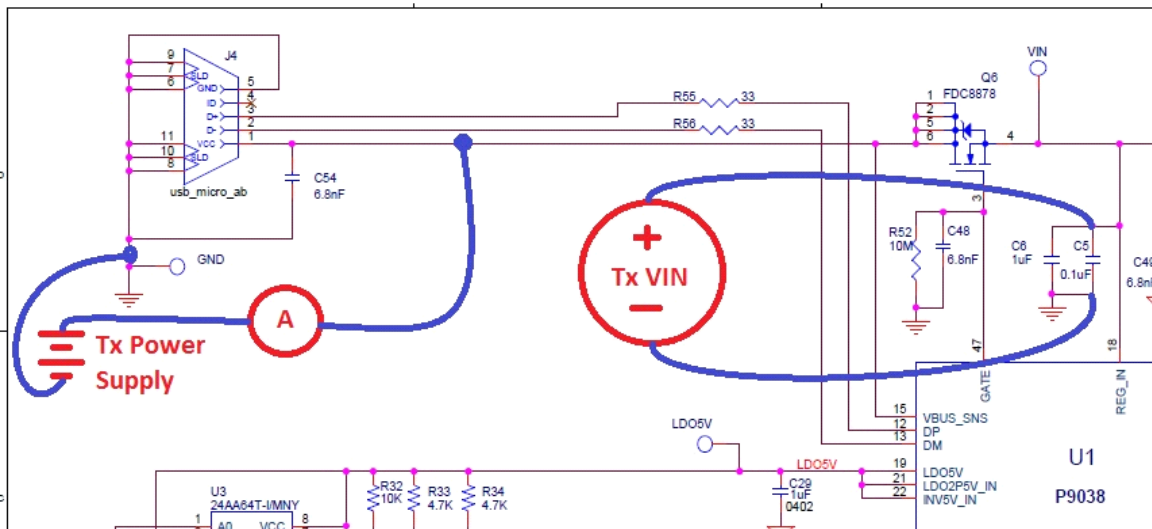 VIN
9
7
6
J4
SLD
GND
ID
D+
D-
VCC
5
4
3
2
1
11
10
8
SLD
usb_micro_ab
R55
33
R56
33
Q6
FDC8878
1
2
5
6
4
3
C54
6.8nF
GND
R52
10M
C48
6.8nF
C6
1uF
C5
0.1uF
6.8n
+
Tx VIN
A
Tx Power
Supply
47
GATE
18
REG_IN
15
VBUS_SNS
12
DP
13
DM
19
LDO5V
21
LDO2P5V_IN
22
INV5V_IN
U1
P9038
LDO5V
LDO5V
C29
1uF
0402
R32
10K
R33
4.7K
R34
4.7K
U3
24AA64T-I/MNY
1
A0
VCC
8